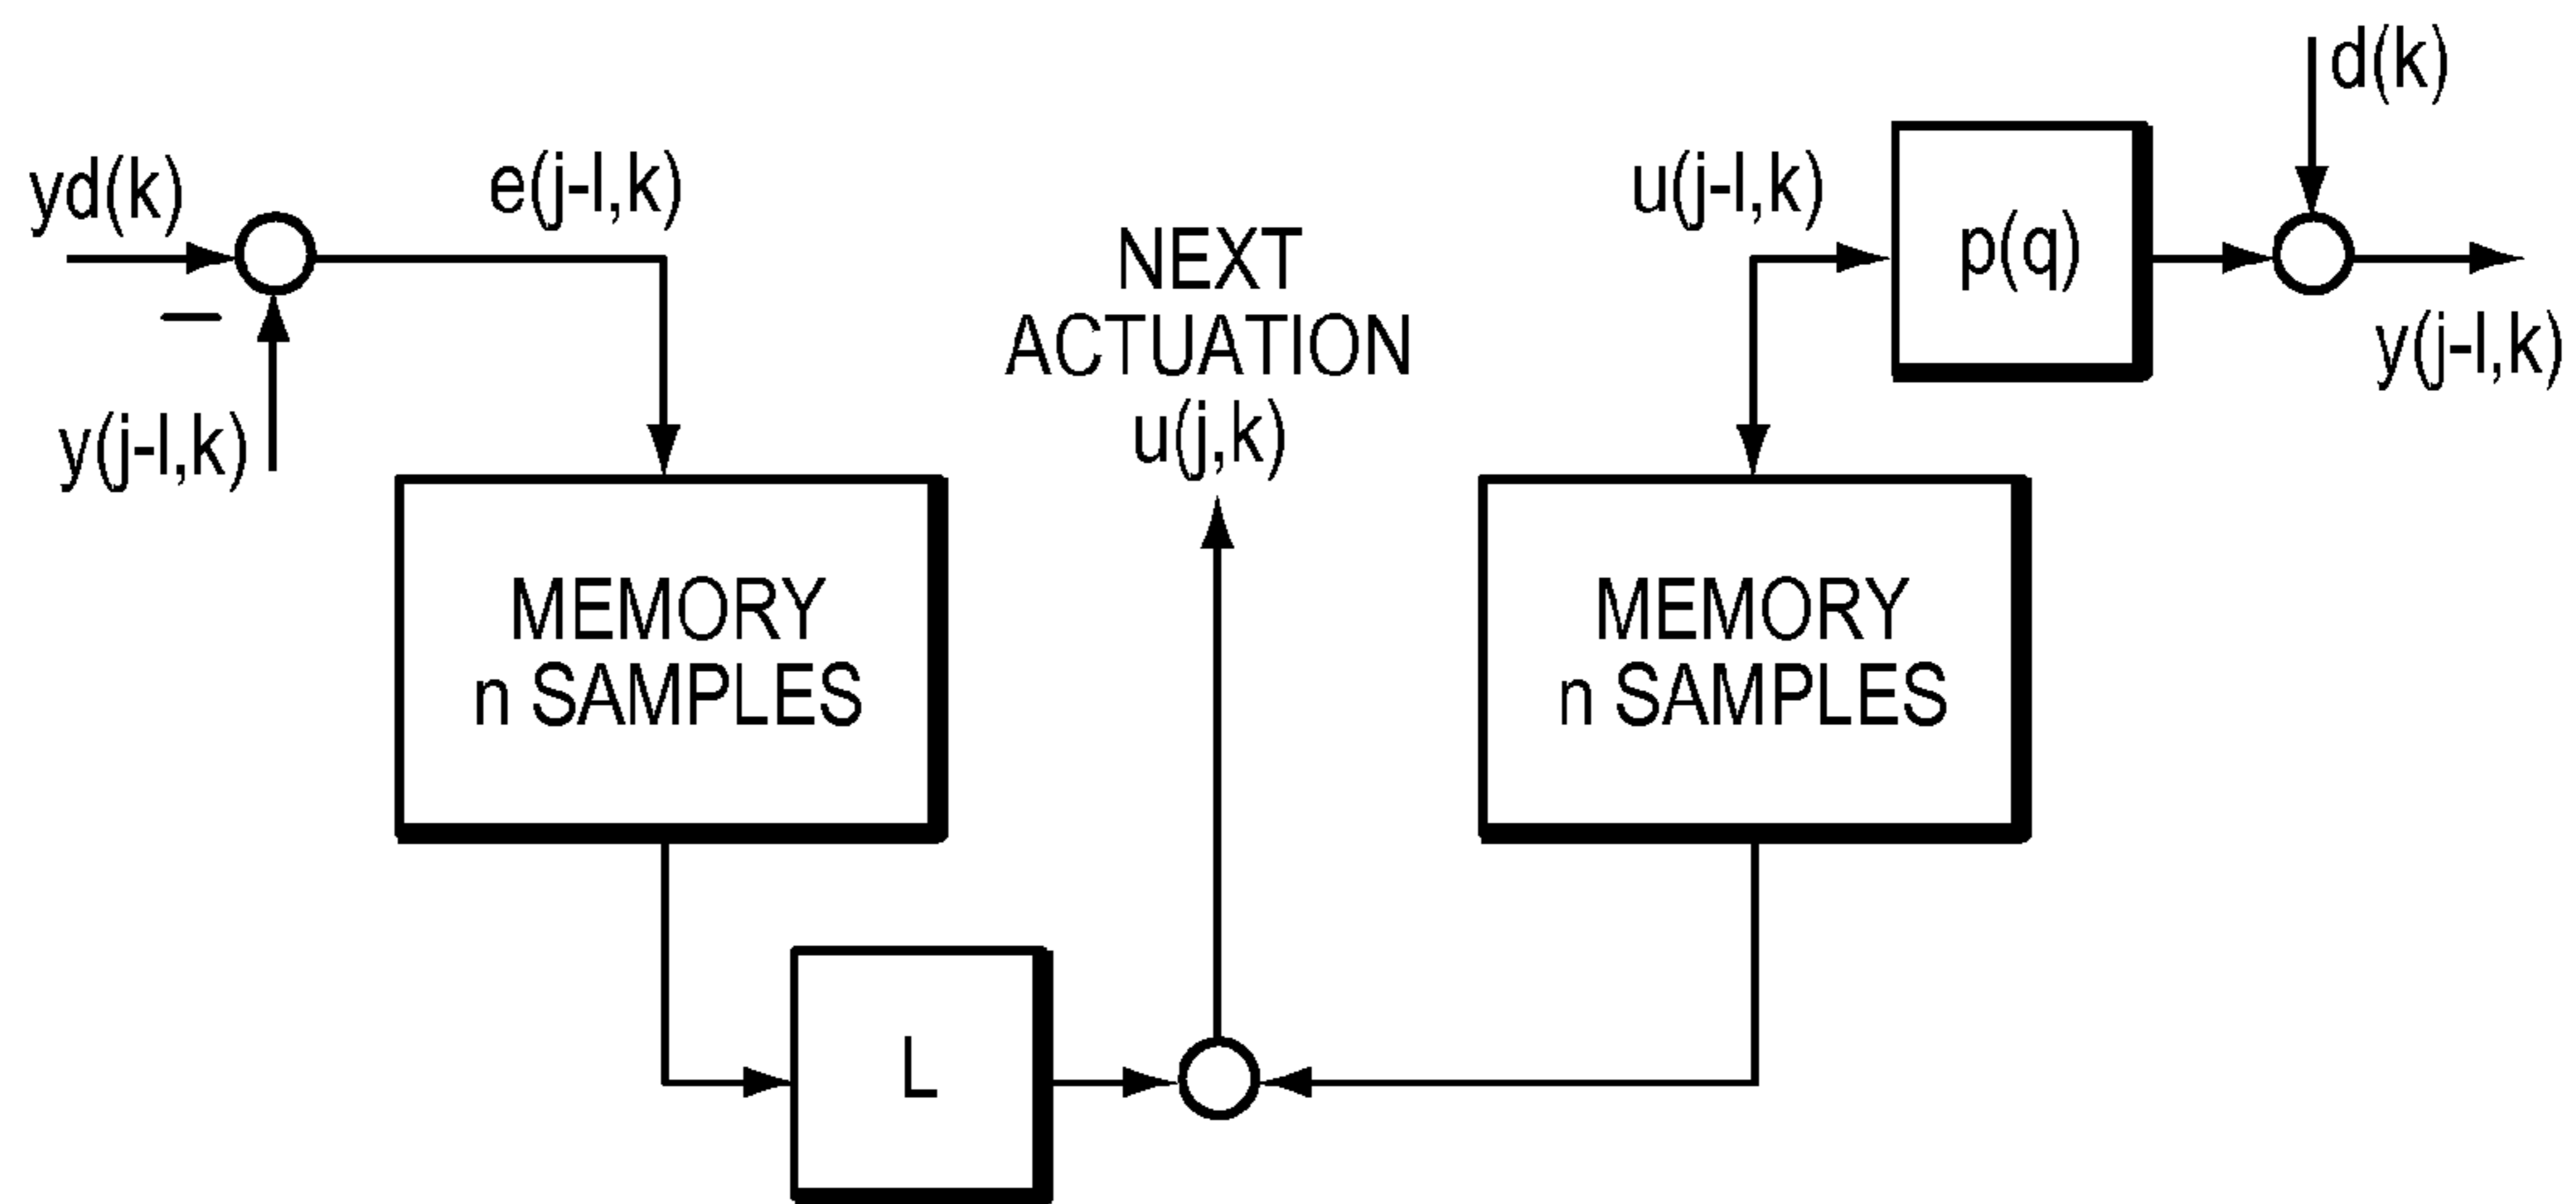 yd(k)
e(j-l,k)
y(j-l,k)
NEXT
ACTUATION
u(j,k)
u(j-l,k)
p(q)
d(k)
y(j-l,k)
MEMORY
n SAMPLES
MEMORY
n SAMPLES
L